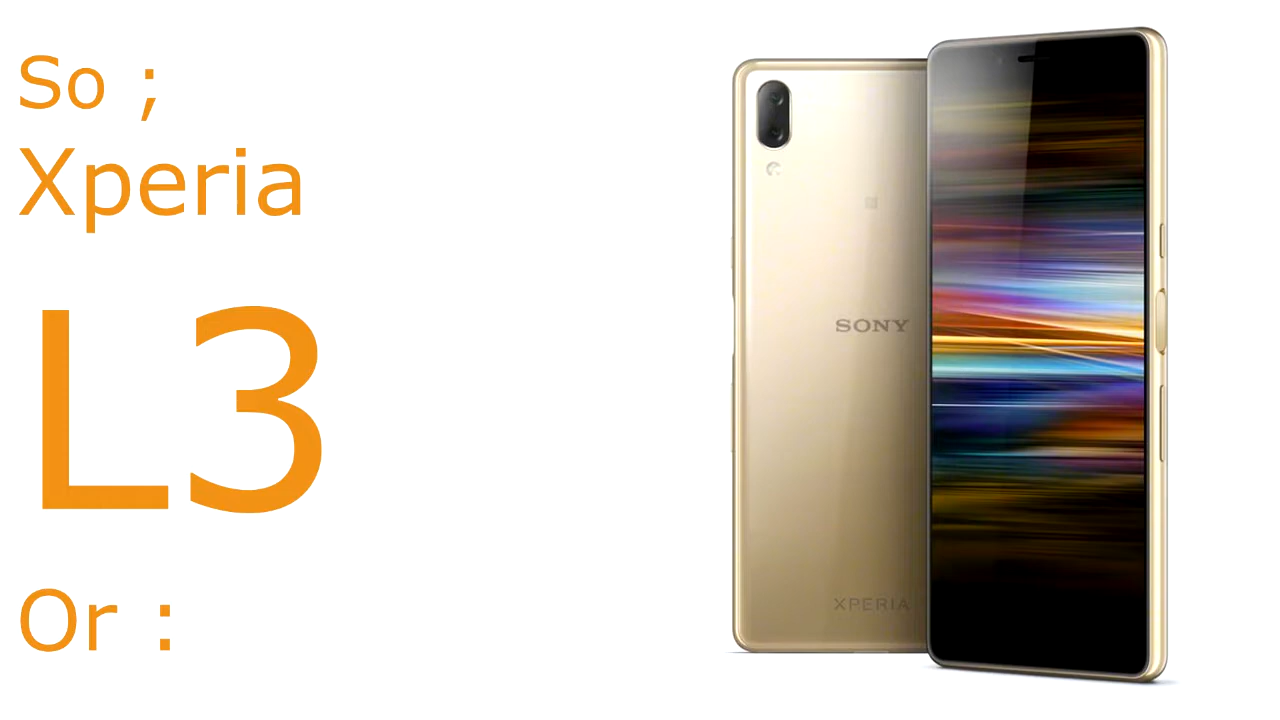 So ;
Xperia
L3
Or :
SONY
XPERIA